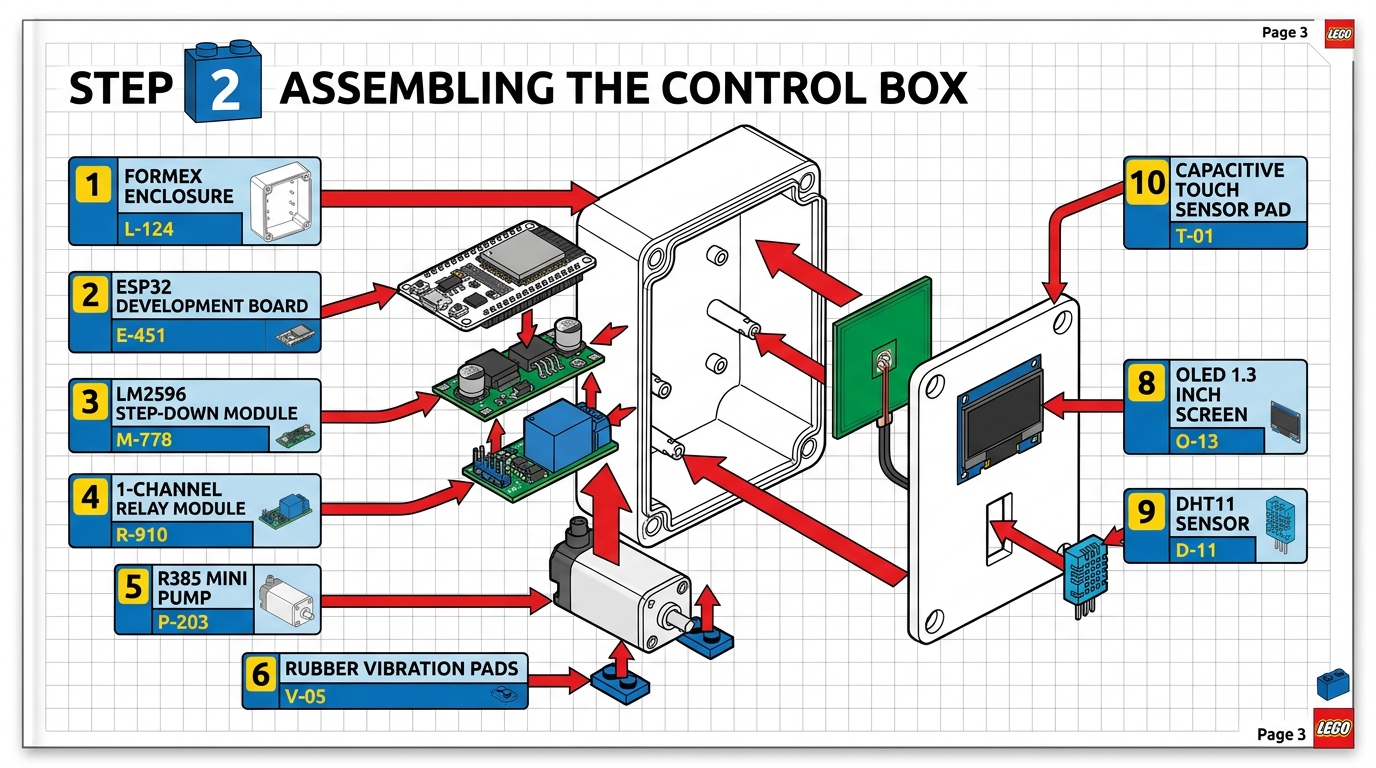 Page 3
LEGO
STEP 2 ASSEMBLING THE CONTROL BOX
1
FORMEX
ENCLOSURE
L-124
2
ESP32
DEVELOPMENT BOARD
E-451
3
LM2596
STEP-DOWN MODULE
M-778
4
1-CHANNEL
RELAY MODULE
R-910
5
R385 MINI
PUMP
P-203
6
RUBBER VIBRATION PADS
V-05
10
CAPACITIVE
TOUCH
SENSOR PAD
T-01
8
OLED 1.3
INCH
SCREEN
O-13
9
DHT11
SENSOR
D-11
Page 3
LEGO